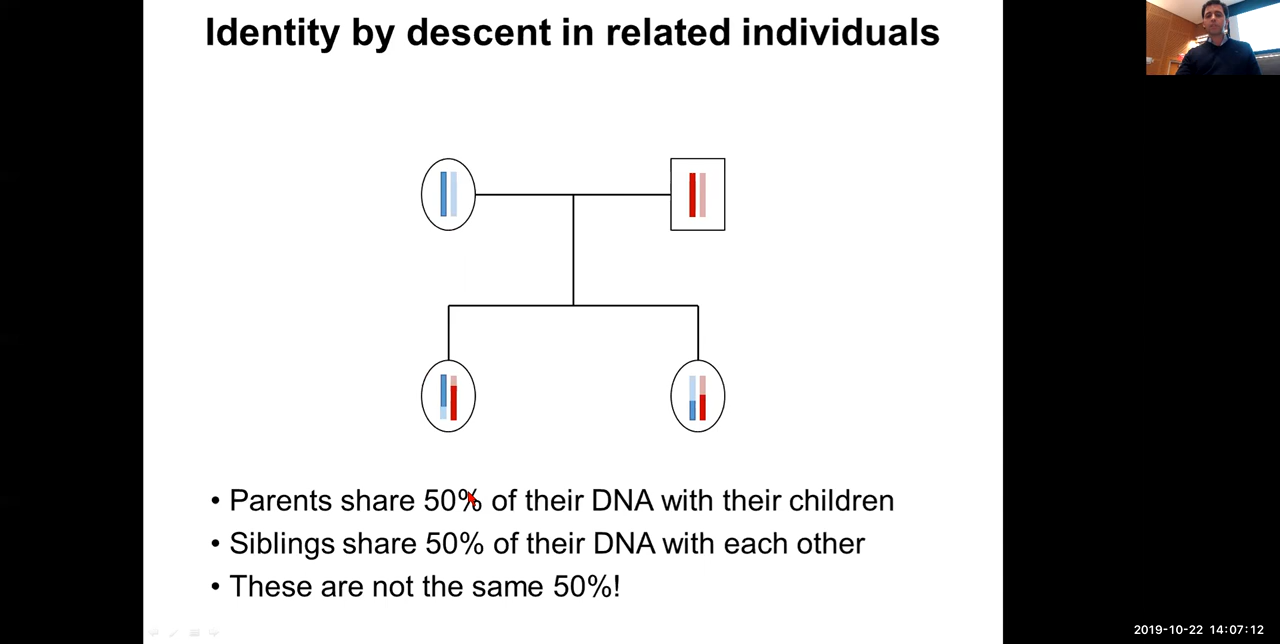 Identity by descent in related individuals
• Parents share 50% of their DNA with their children
• Siblings share 50% of their DNA with each other
• These are not the same 50%!
2019-10-22 14:07:12